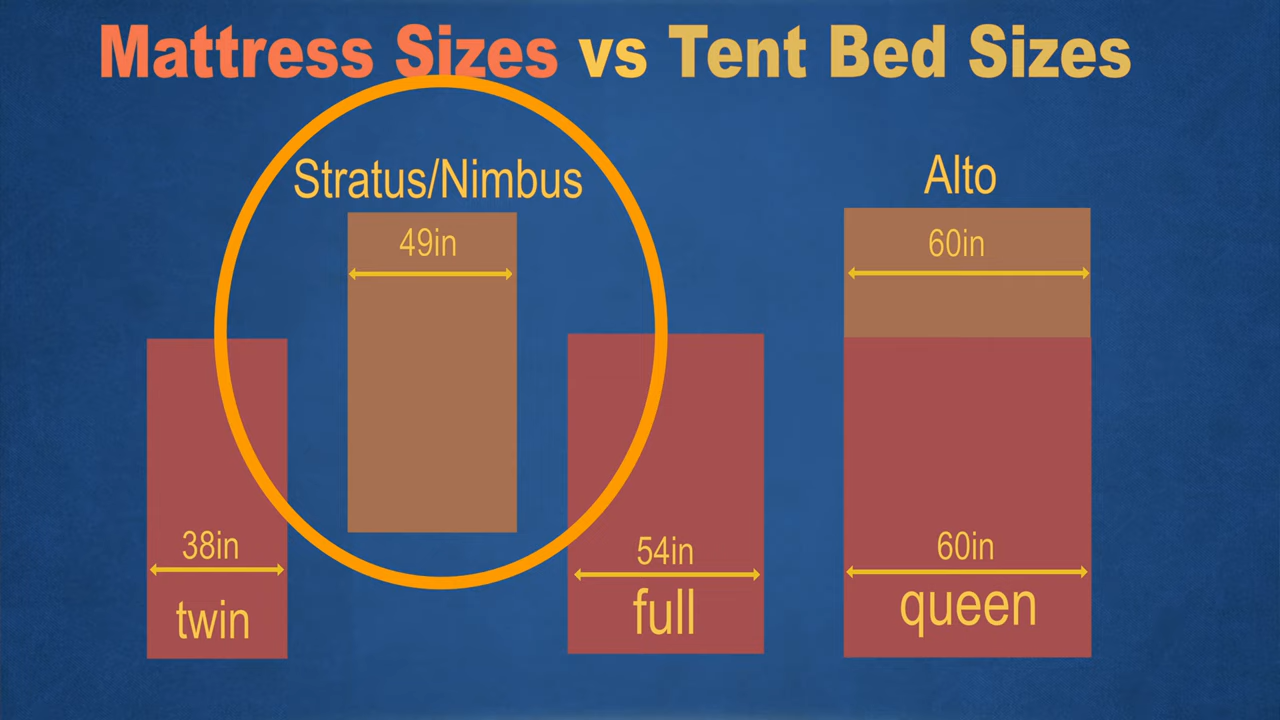 Mattress Sizes vs Tent Bed Sizes
Stratus/Nimbus
49in
Alto
60in
38in
twin
54in
full
60in
queen